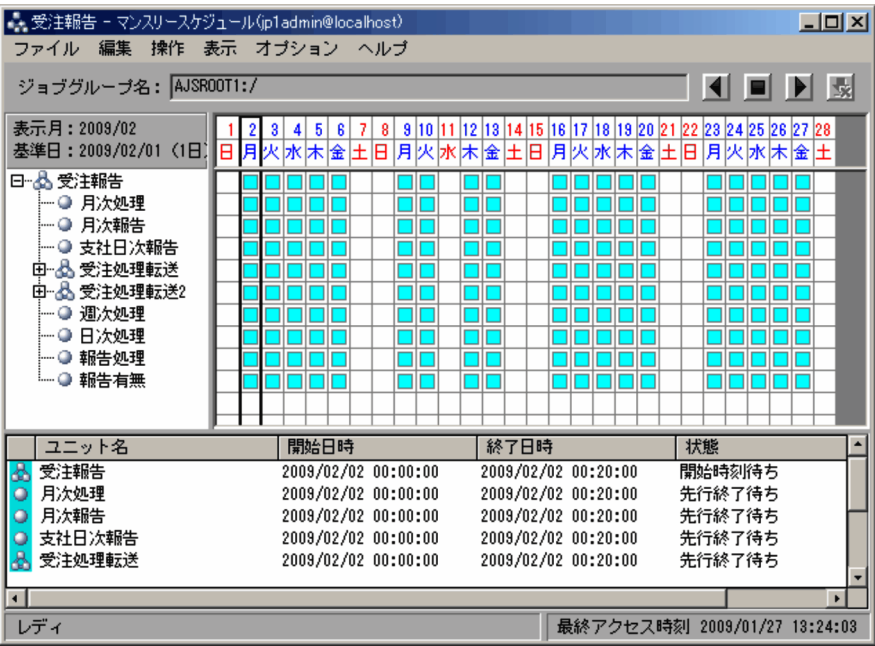 受注報告 - マンスリースケジュール(jp1admin@localhost)
ファイル 編集 操作 表示 オプション ヘルプ
ジョブグループ名： AJSROOT1:/
表示月：2009/02
基準日：2009/02/01 (1日)
1 2 3 4 5 6 7 8 9 10 11 12 13 14 15 16 17 18 19 20 21 22 23 24 25 26 27 28
日 月 火 水 木 金 土 日 月 火 水 木 金 土 日 月 火 水 木 金 土 日 月 火 水 木 金 土
受注報告
月次処理
月次報告
支社日次報告
受注処理転送
受注処理転送2
週次処理
日次処理
報告処理
報告有無
ユニット名 開始日時 終了日時 状態
受注報告 2009/02/02 00:00:00 2009/02/02 00:20:00 開始時刻待ち
月次処理 2009/02/02 00:00:00 2009/02/02 00:20:00 先行終了待ち
月次報告 2009/02/02 00:00:00 2009/02/02 00:20:00 先行終了待ち
支社日次報告 2009/02/02 00:00:00 2009/02/02 00:20:00 先行終了待ち
受注処理転送 2009/02/02 00:00:00 2009/02/02 00:20:00 先行終了待ち
レディ 最終アクセス時刻 2009/01/27 13:24:03